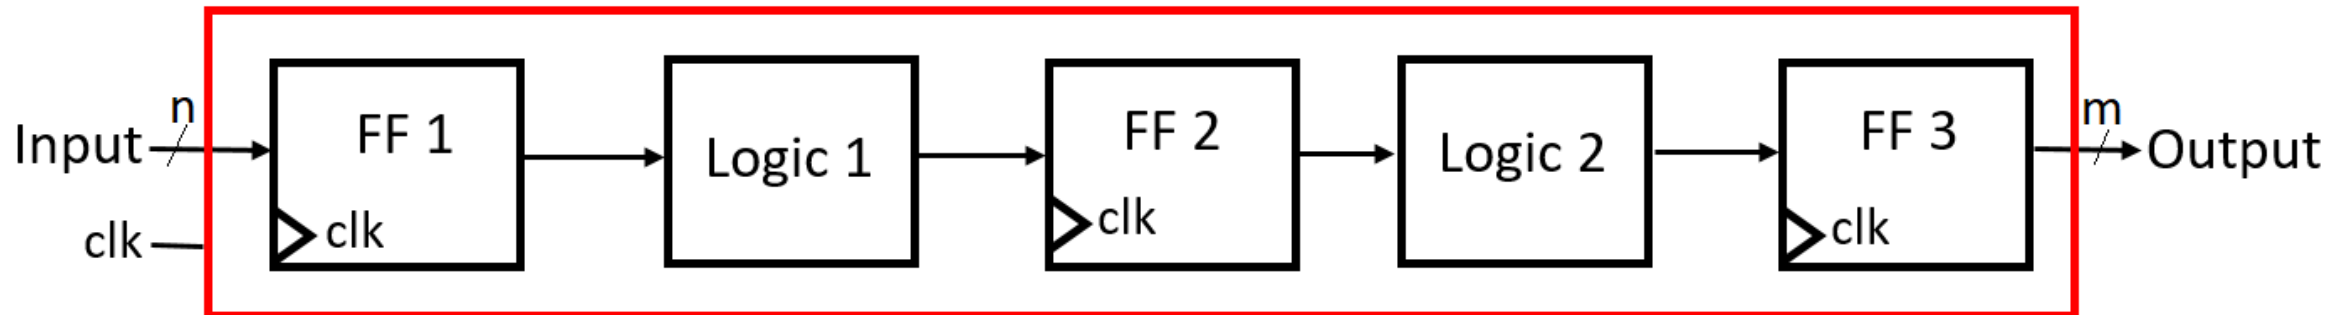 n
Input
clk
FF 1
clk
Logic 1
FF 2
clk
Logic 2
FF 3
clk
m
Output